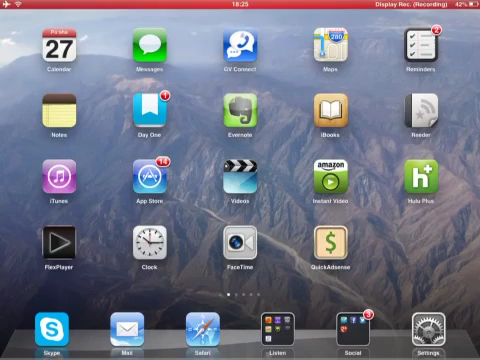 18:25 Display Rec. (Recording) 42%
27 280 2
Calendar Messages GV Connect Maps Reminders
1
Notes Day One Evernote iBooks Reeder
14 amazon h+
iTunes App Store Videos Instant Video Hulu Plus
$
PlexPlayer Clock FaceTime QuickAdsense
S 3
Skype Mail Safari Listen Social Settings